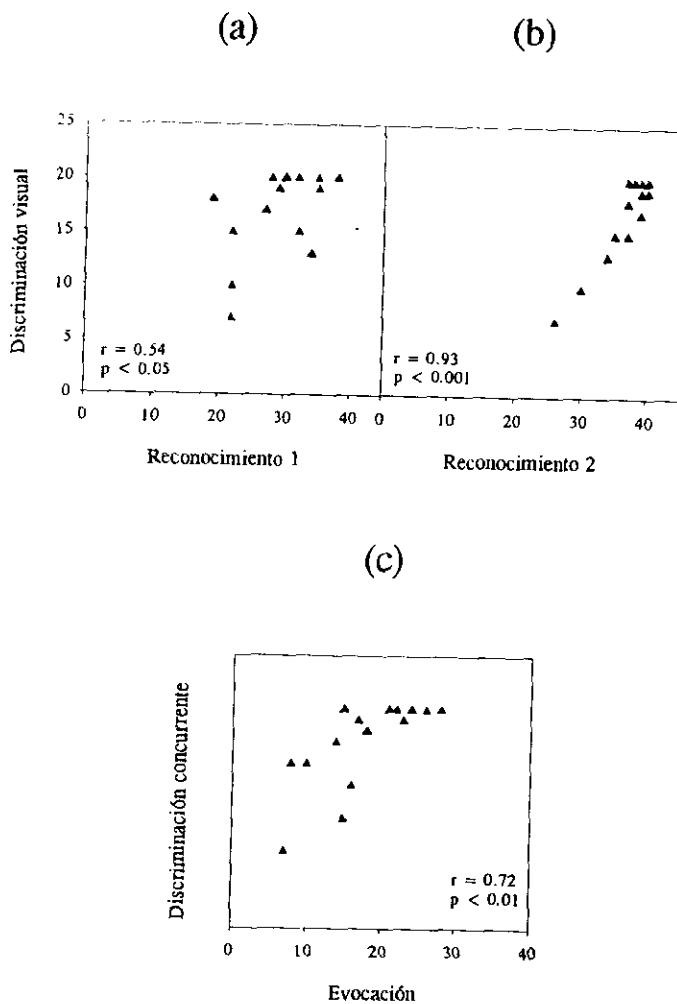 (a)
(b)
25
20
15
10
5
0
Discriminación visual
r = 0.54
p < 0.05
r = 0.93
p < 0.001
0 10 20 30 40 0 30 40
Reconocimiento 1
Reconocimiento 2
(c)
Discriminación concurrente
r = 0.72
p < 0.01
0 10 20 30 40
Evocación